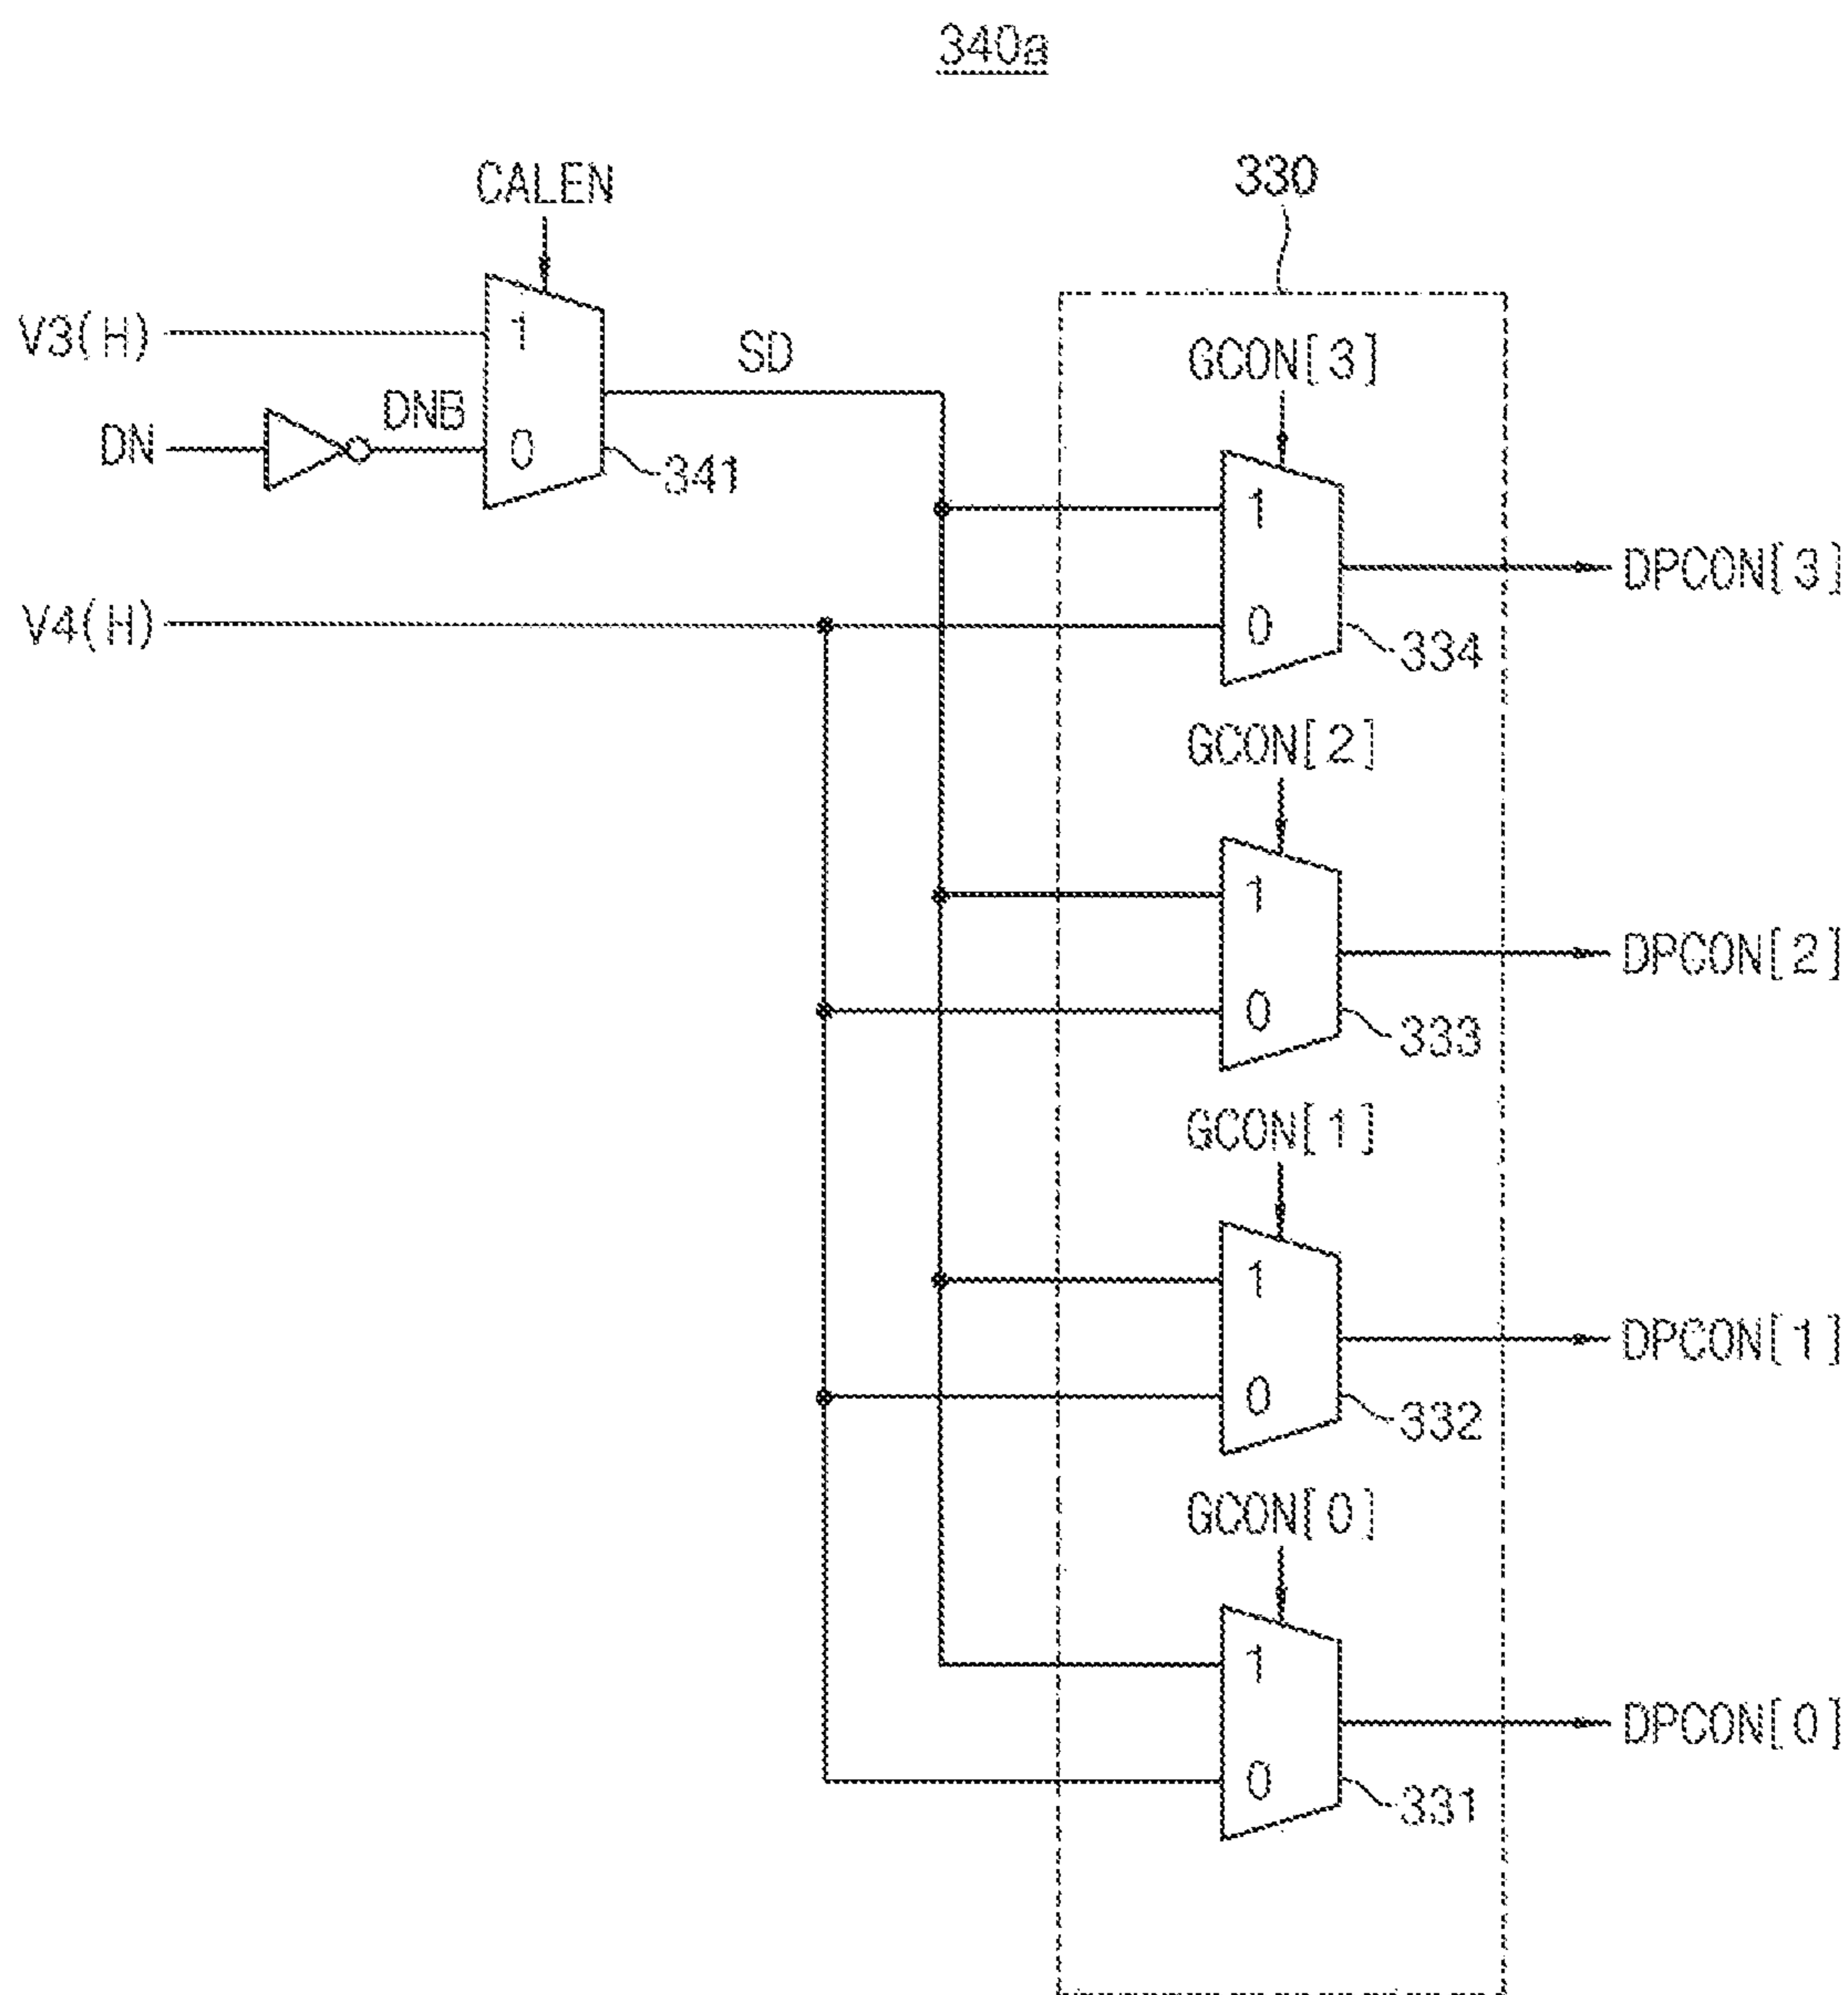 340a
CALEN
330
V3(H)
1
SD
GCON[3]
DN
DNB
0
341
1
DPCON[3]
V4(H)
0
334
GCON[2]
1
DPCON[2]
0
333
GCON[1]
1
DPCON[1]
0
332
GCON[0]
1
DPCON[0]
0
331